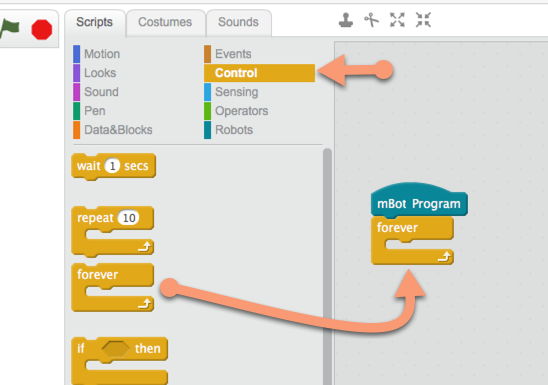 Scripts Costumes Sounds
Motion Events
Looks Control
Sound Sensing
Pen Operators
Data&Blocks Robots
wait 1 secs
repeat 10
forever
if then
mBot Program
forever